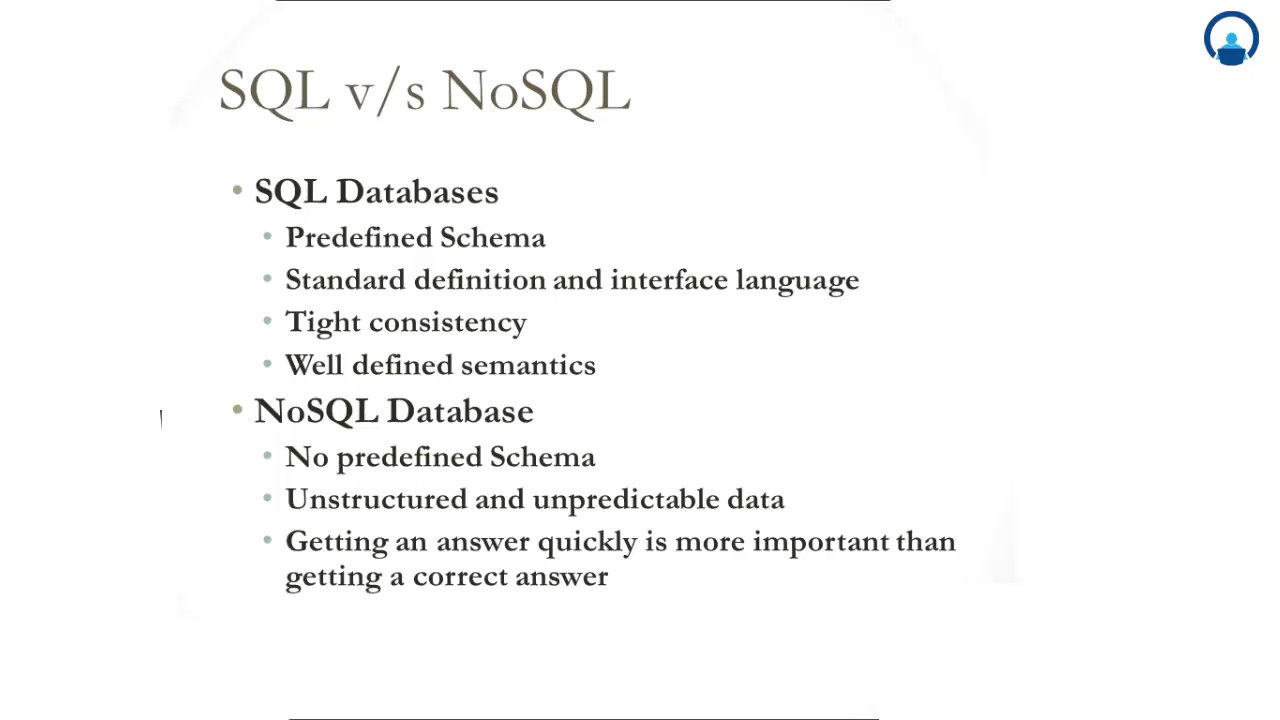 SQL v/s NoSQL
• SQL Databases
• Predefined Schema
• Standard definition and interface language
• Tight consistency
• Well defined semantics
• NoSQL Database
• No predefined Schema
• Unstructured and unpredictable data
• Getting an answer quickly is more important than
getting a correct answer